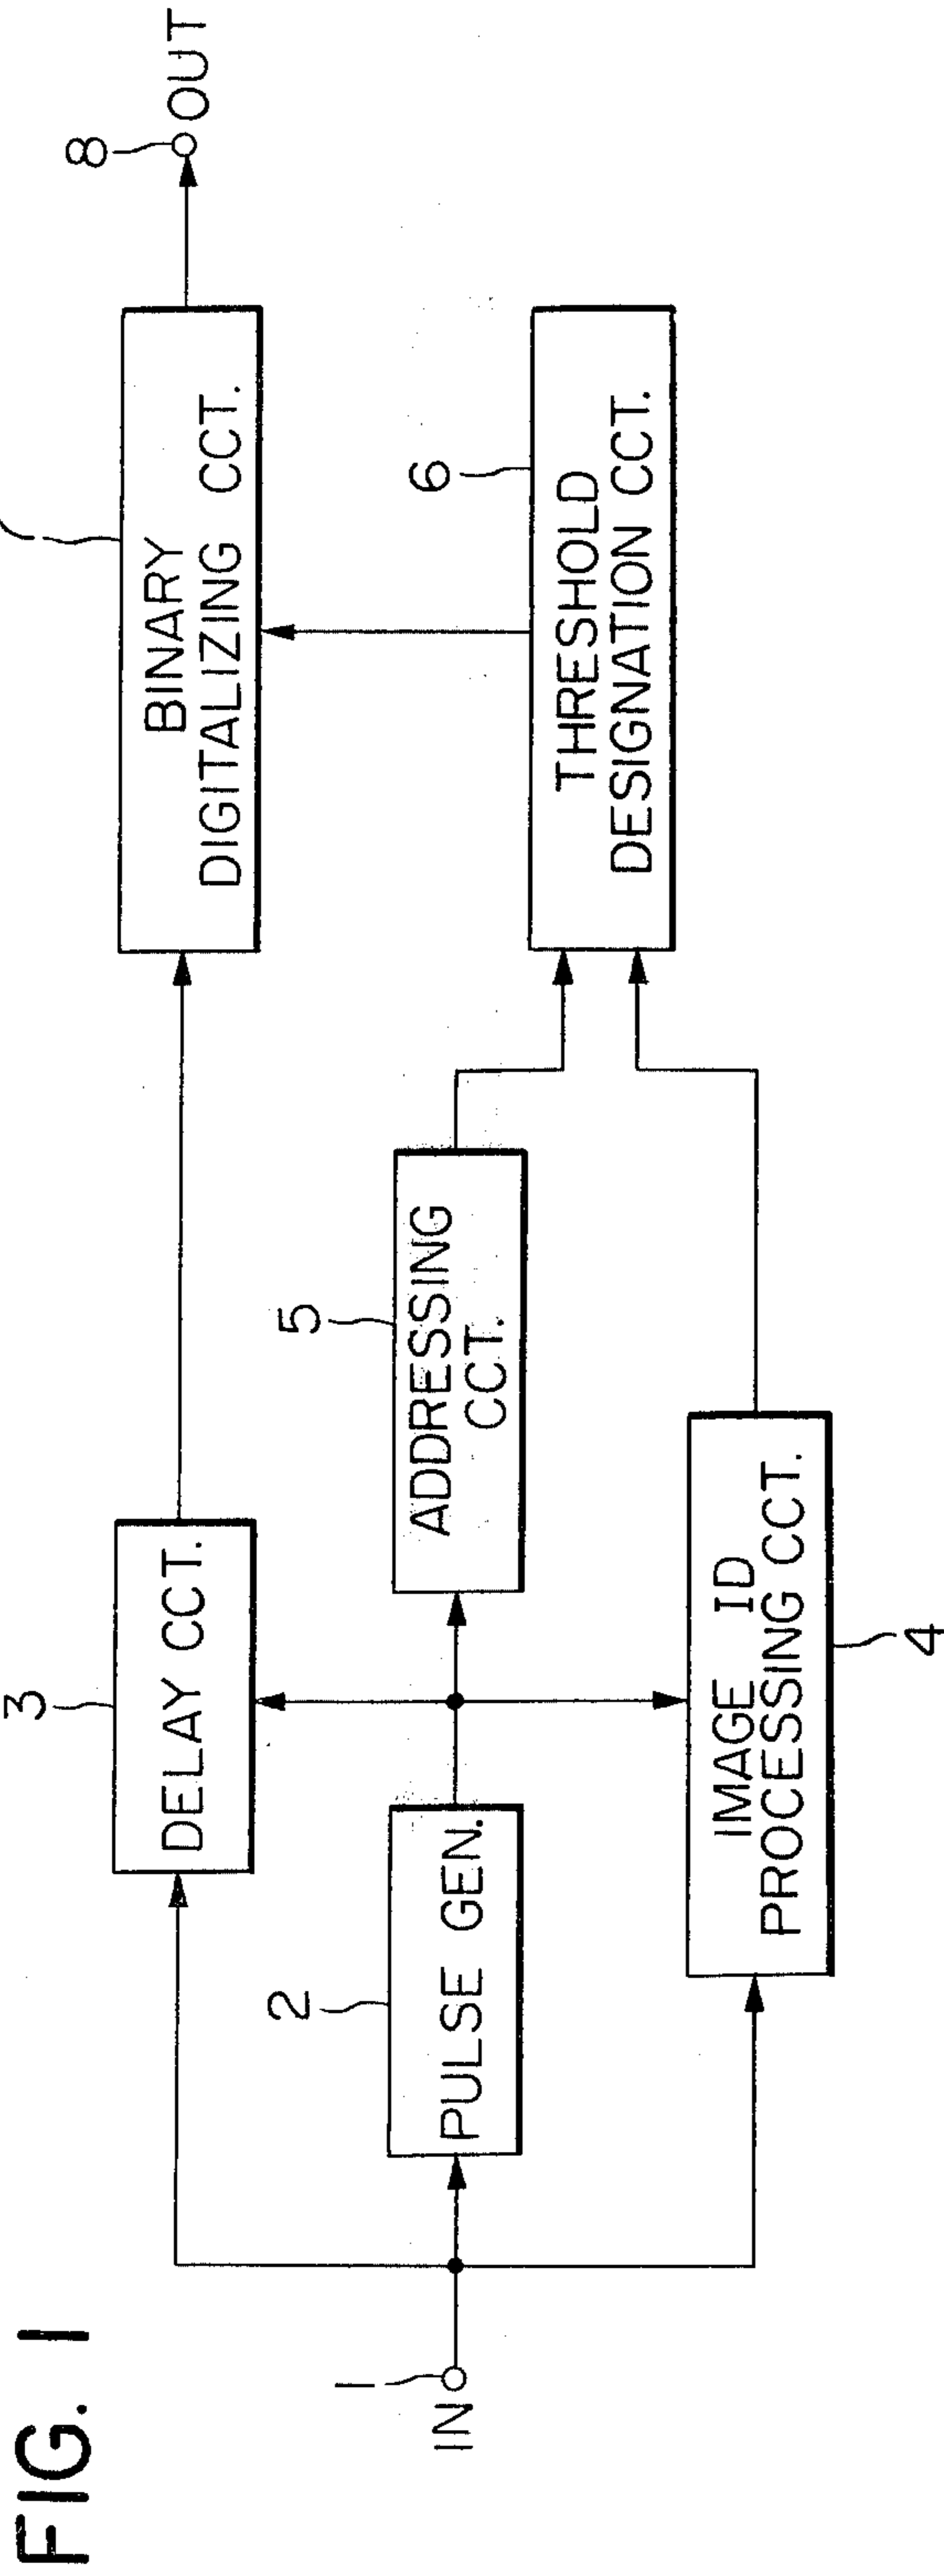 FIG. 1
3
DELAY CCT.
BINARY
DIGITALIZING CCT.
8
OUT
1
IN
2
PULSE GEN.
5
ADDRESSING
CCT.
6
THRESHOLD
DESIGNATION CCT.
IMAGE ID
PROCESSING CCT.
4